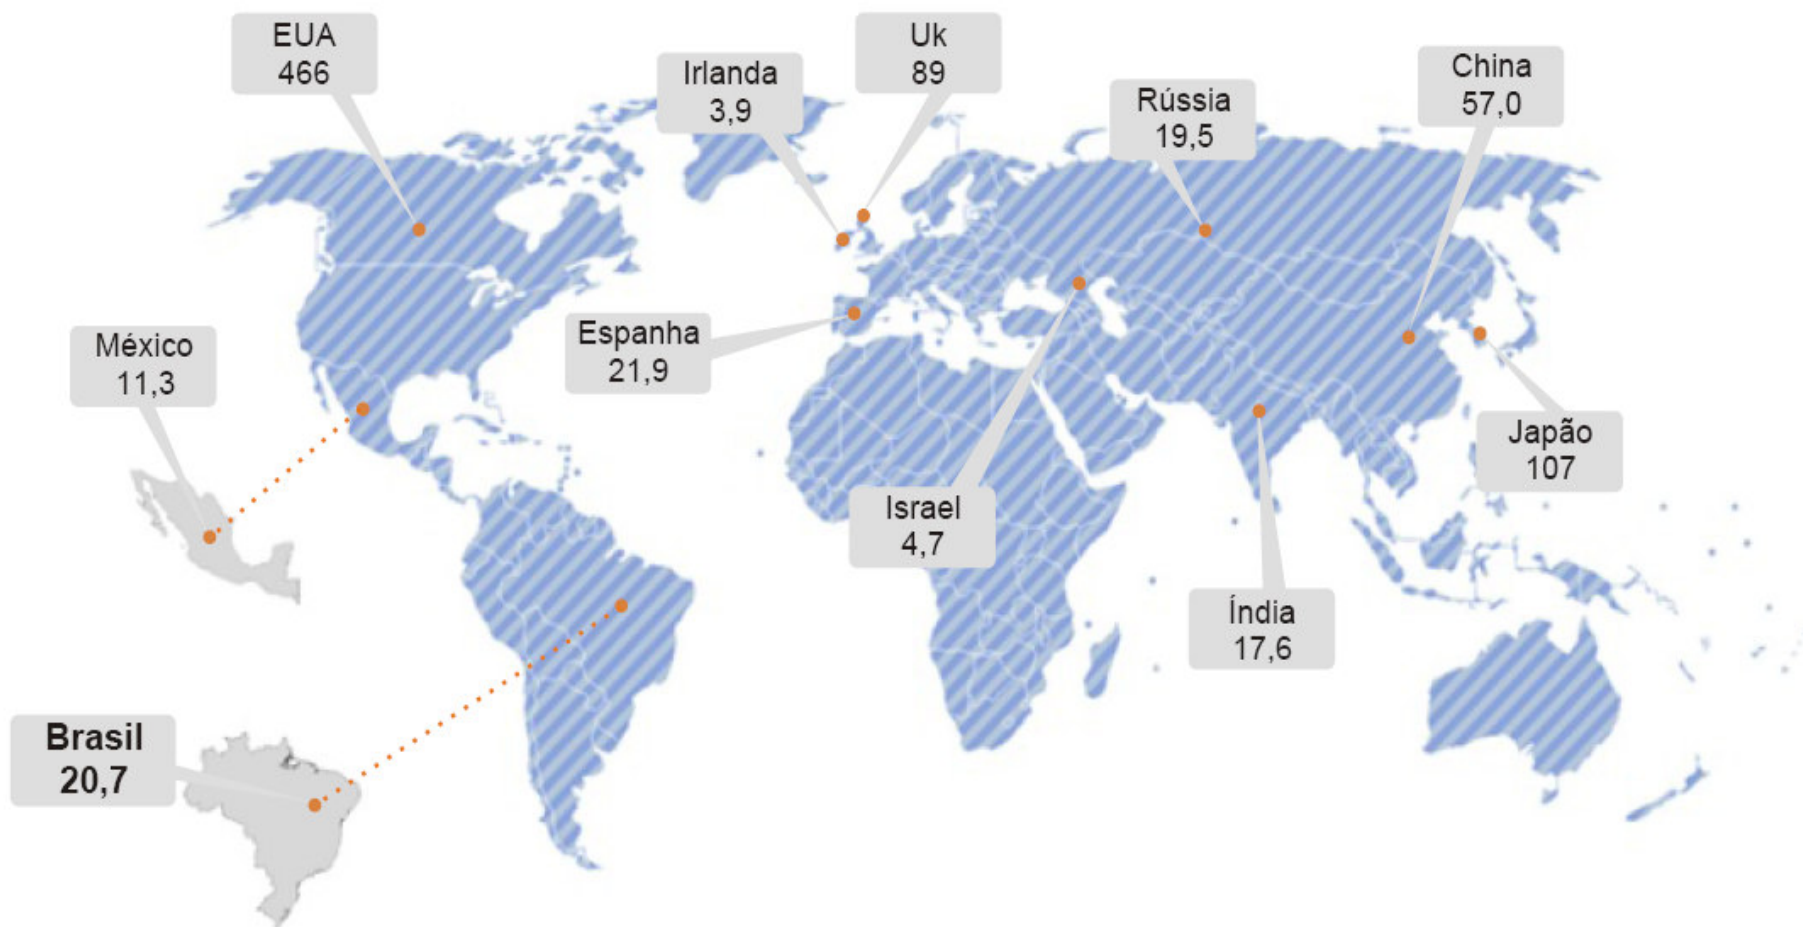 EUA
466
Uk
89
Irlanda
3,9
China
57,0
Rússia
19,5
México
11,3
Espanha
21,9
Japão
107
Israel
4,7
Índia
17,6
Brasil
20,7